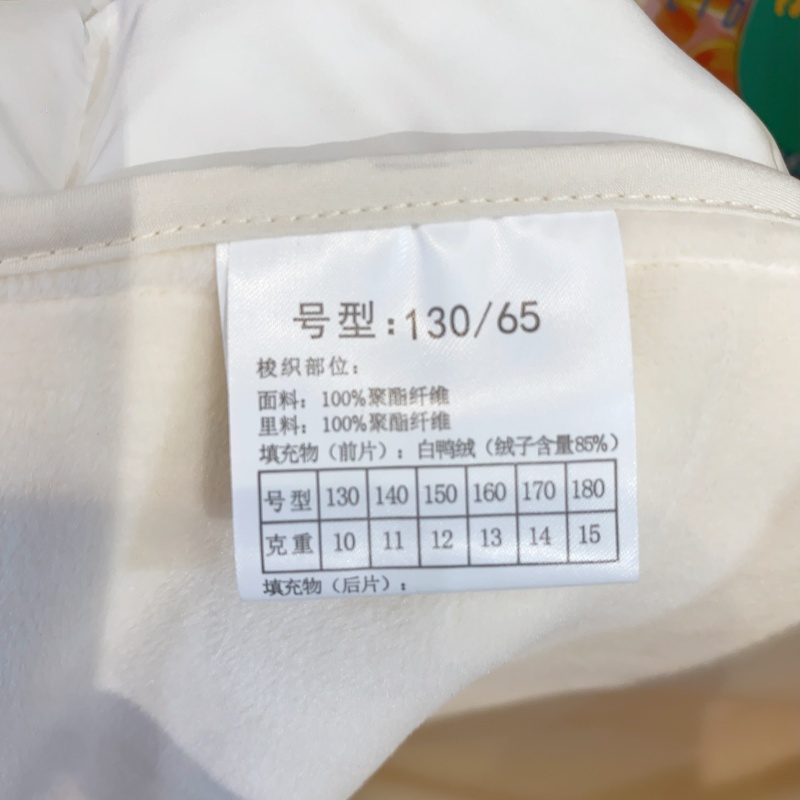 号型:130/65
梭织部位:
面料: 100%聚酯纤维
里料: 100%聚酯纤维
填充物(前片): 白鸭绒(绒子含量85%)
号型 130 140 150 160 170 180
克重 10 11 12 13 14 15
填充物(后片):